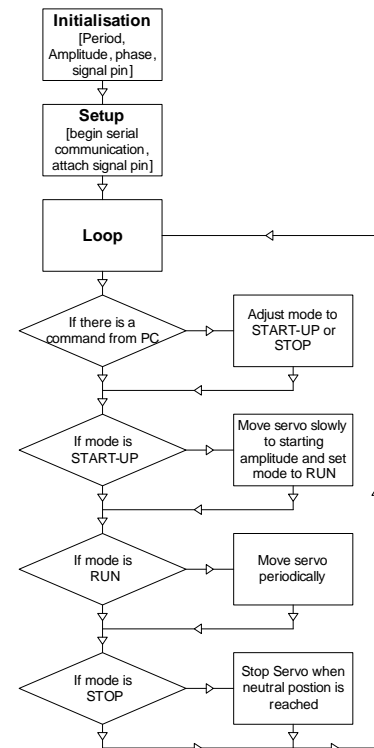 Initialisation
[Period,
Amplitude, phase,
signal pin]
Setup
[begin serial
communication,
attach signal pin]
Loop
If there is a
command from PC
Adjust mode to
START-UP or
STOP
If mode is
START-UP
Move servo slowly
to starting
amplitude and set
mode to RUN
If mode is
RUN
Move servo
periodically
If mode is
STOP
Stop Servo when
neutral postion is
reached